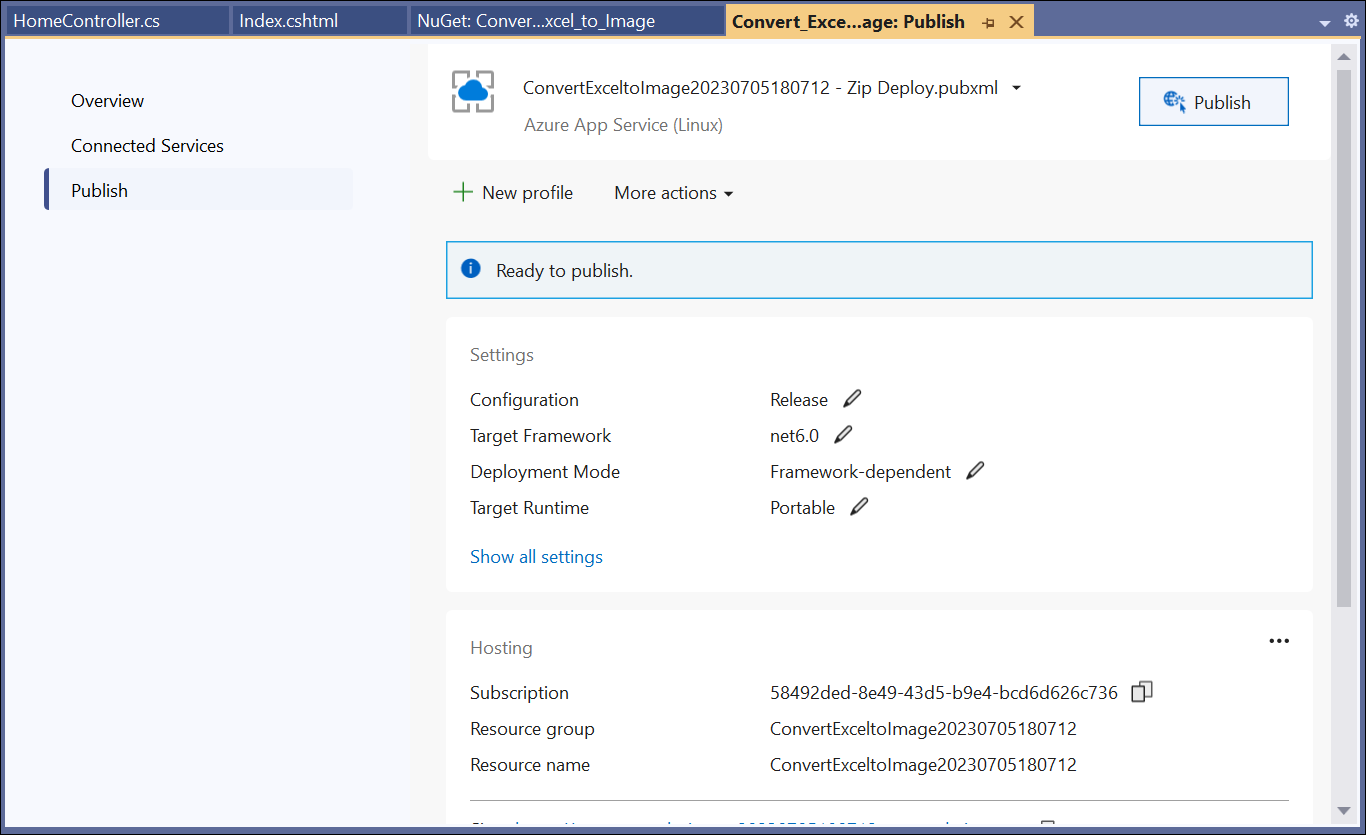 HomeController.cs Index.cshtml NuGet: Conver...xcel_to_Image Convert_Exce...age: Publish
Overview
Connected Services
Publish
ConvertExceltoImage20230705180712 - Zip Deploy.pubxml
Azure App Service (Linux)
Publish
New profile More actions
Ready to publish.
Settings
Configuration Release
Target Framework net6.0
Deployment Mode Framework-dependent
Target Runtime Portable
Show all settings
Hosting
Subscription 58492ded-8e49-43d5-b9e4-bcd6d626c736
Resource group ConvertExceltoImage20230705180712
Resource name ConvertExceltoImage20230705180712